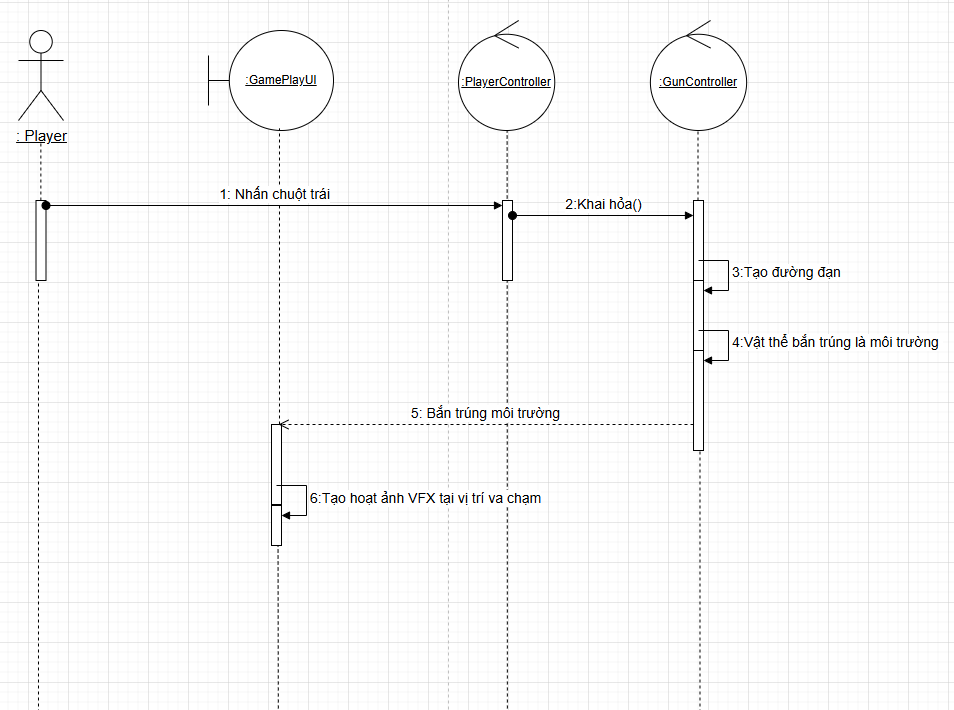 :GamePlayUI
:PlayerController
:GunController
: Player
1: Nhấn chuột trái
2:Khai hỏa()
3:Tạo đường đạn
4:Vật thể bắn trúng là môi trường
5: Bắn trúng môi trường
6:Tạo hoạt ảnh VFX tại vị trí va chạm